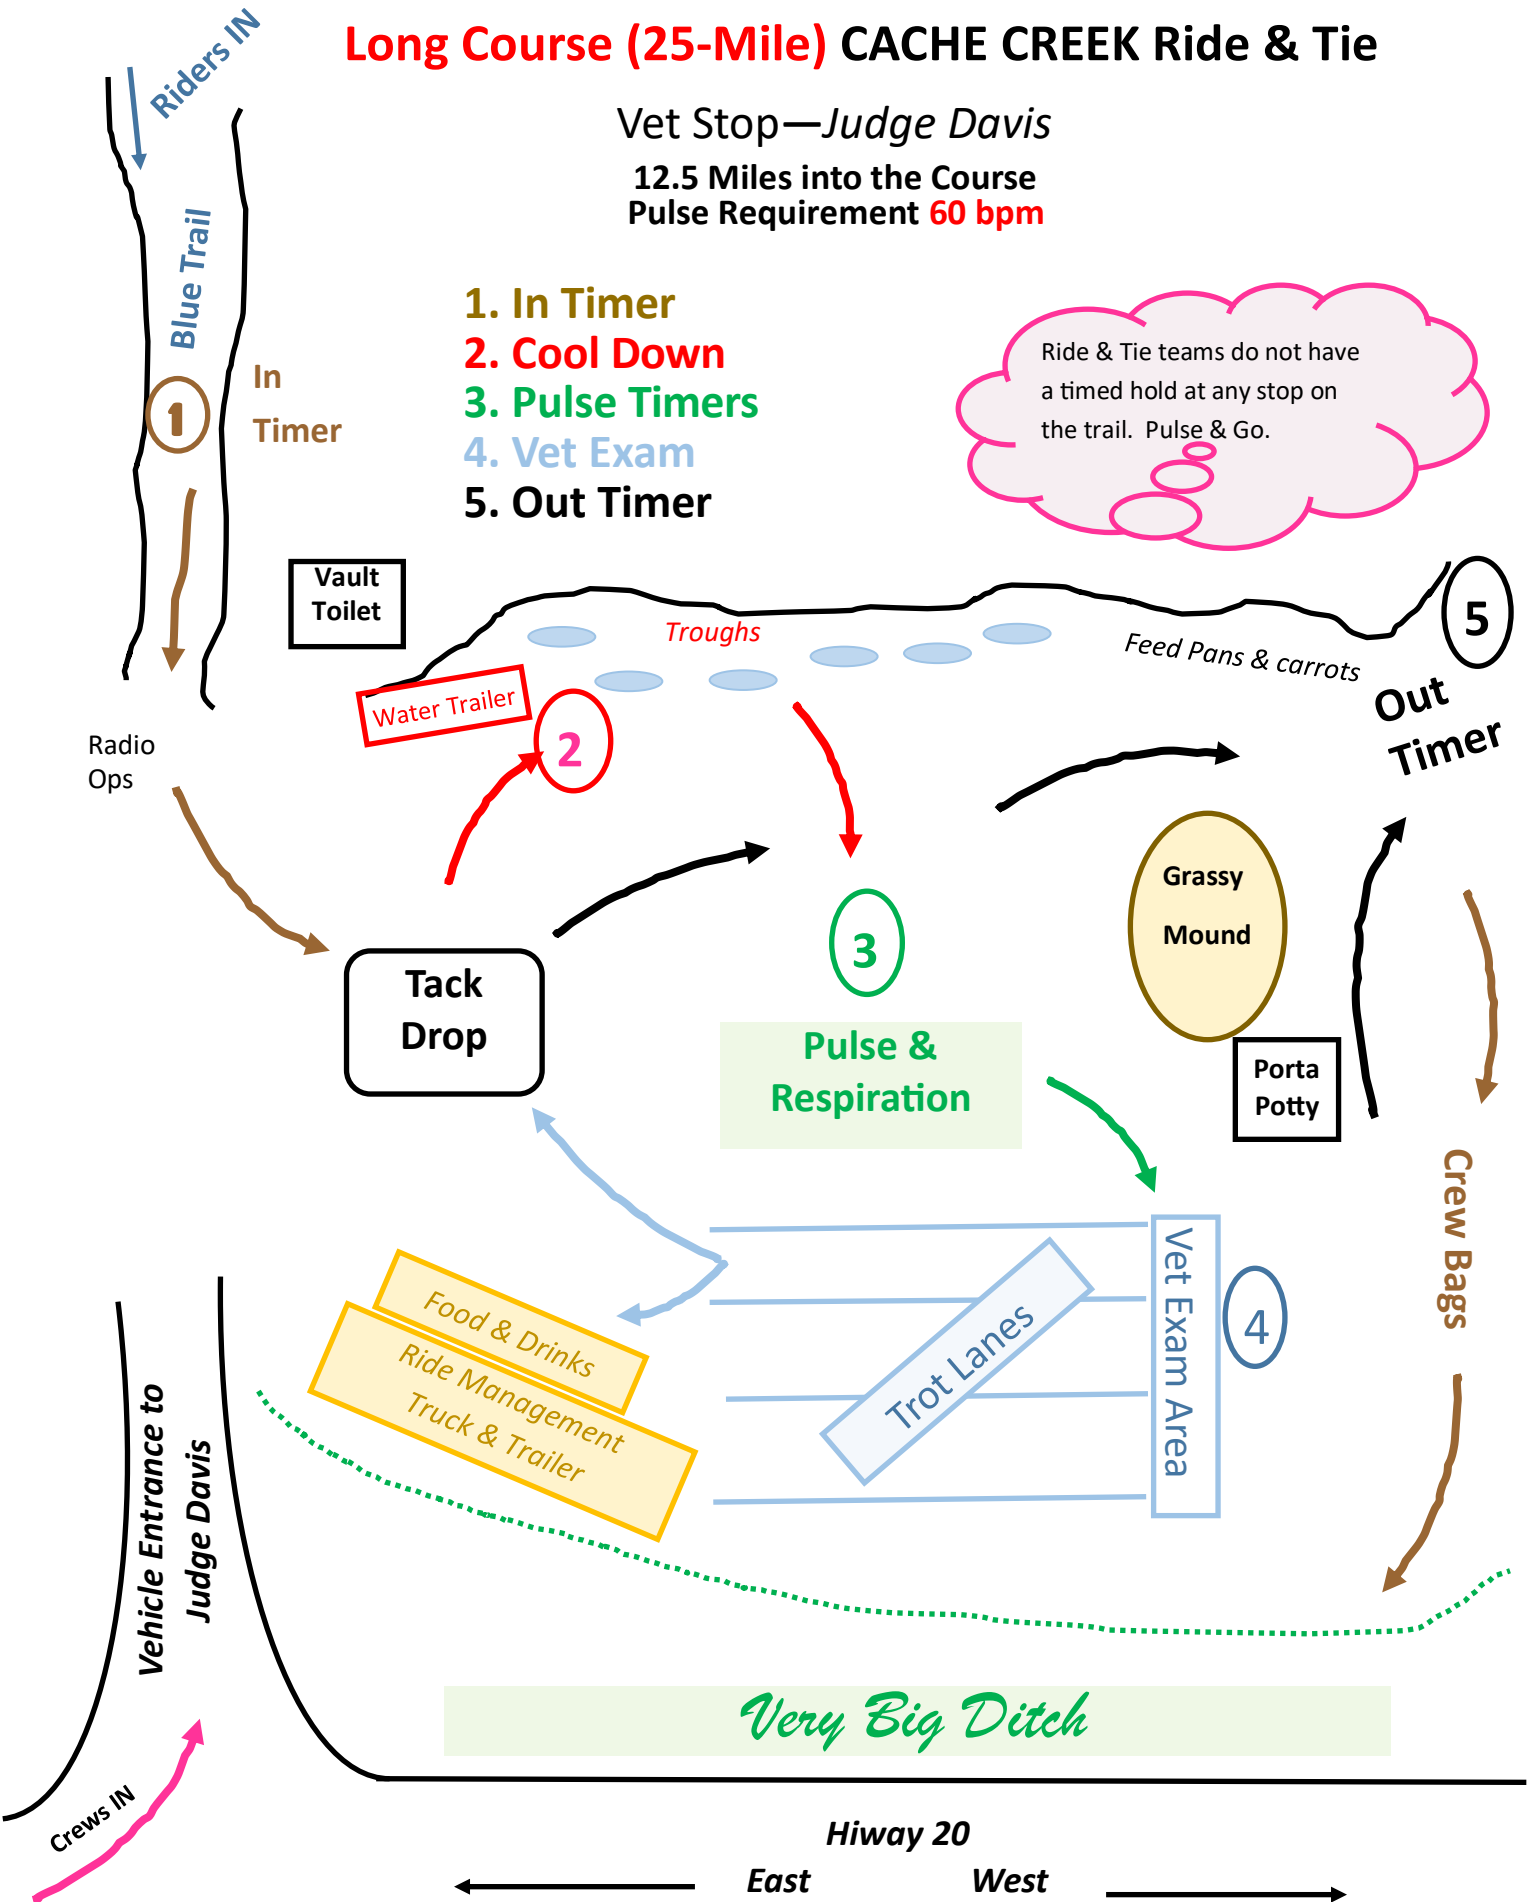 Long Course (25-Mile) CACHE CREEK Ride & Tie
Vet Stop—Judge Davis
12.5 Miles into the Course
Pulse Requirement 60 bpm
Riders IN
Blue Trail
1
In
Timer
1. In Timer
2. Cool Down
3. Pulse Timers
4. Vet Exam
5. Out Timer
Ride & Tie teams do not have
a timed hold at any stop on
the trail.  Pulse & Go.
Vault
Toilet
Troughs
Feed Pans & carrots
5
Out
Timer
Water Trailer
2
Radio
Ops
Grassy
Mound
3
Tack
Drop
Pulse &
Respiration
Porta
Potty
Crew Bags
Vet Exam Area
4
Trot Lanes
Food & Drinks
Ride Management
Truck & Trailer
Vehicle Entrance to
Judge Davis
Very Big Ditch
Crews IN
Hiway 20
East West